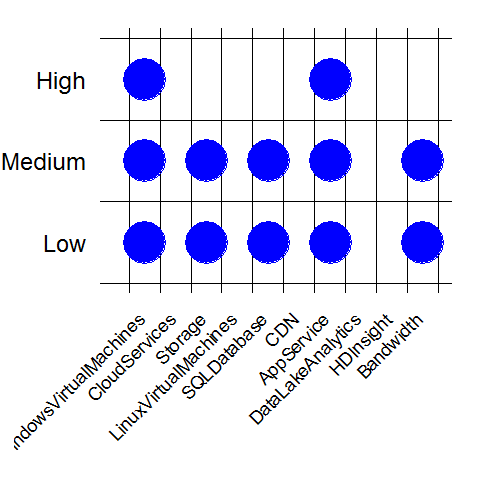 High
Medium
Low
ndowsVirtualMachines
CloudServices
Storage
LinuxVirtualMachines
SQLDatabase
CDN
AppService
DataLakeAnalytics
HDInsight
Bandwidth